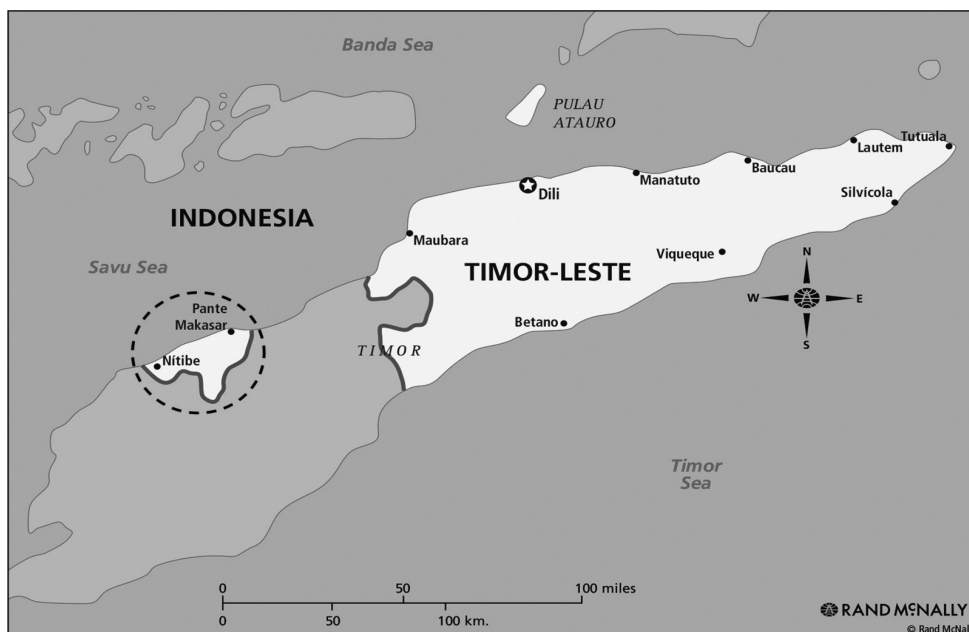 Banda Sea
PULAU
ATAURO
Tutuala
Lautem
Baucau
Manatuto
Dili
Silvícola
INDONESIA
Maubara
Viqueque
Savu Sea
TIMOR-LESTE
N
W
E
S
Pante
Makasar
Betano
TIMOR
Nítibe
Timor
Sea
0 50 100 miles
0 50 100 km.
RAND MCNALLY
© Rand McNal